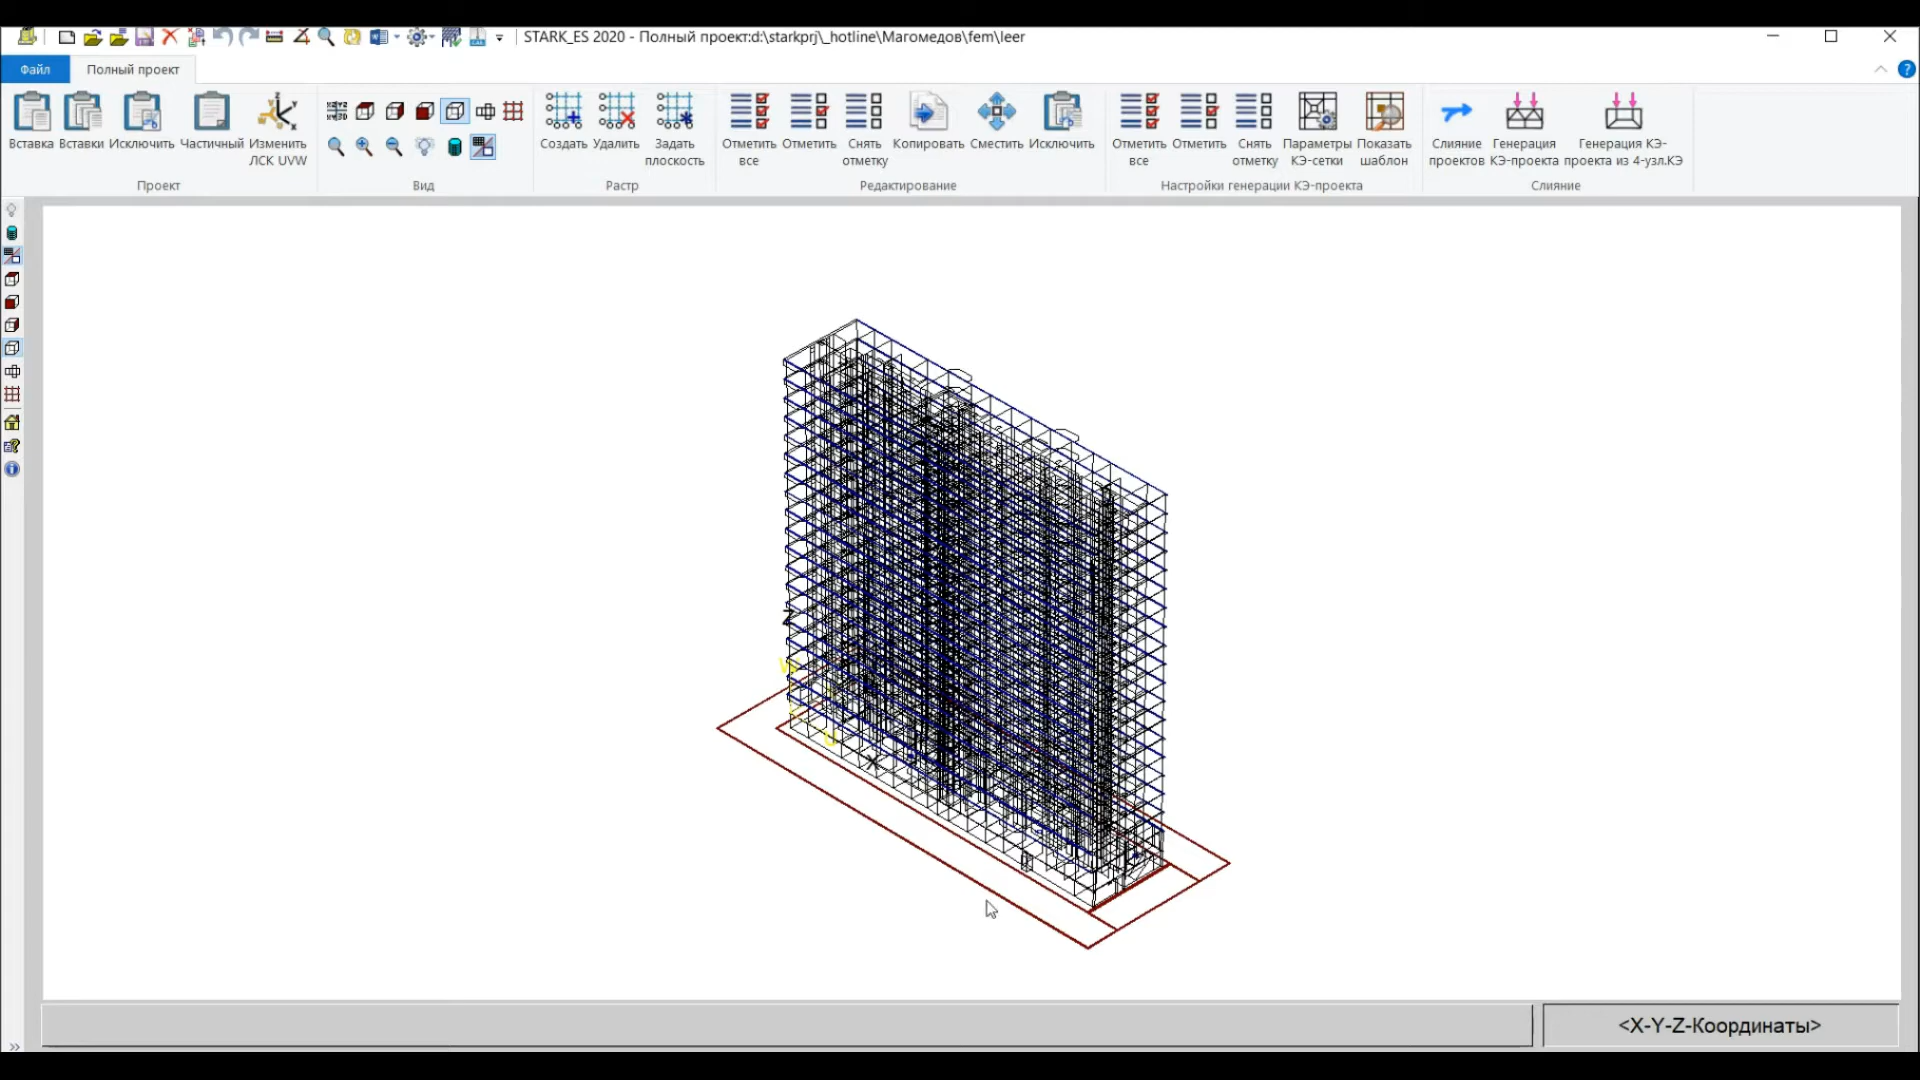 STARK_ES 2020 - Полный проект:d:\starkprj\_hotline\Магомедов\fem\leer
Файл
Полный проект
?
Вставка
Вставки
Исключить
Частичный
Изменить
ЛСК UVW
Проект
Вид
Создать
Удалить
Задать
плоскость
Растр
Отметить
все
Отметить
Снять
отметку
Копировать
Сместить
Исключить
Редактирование
Отметить
все
Отметить
Снять
отметку
Параметры
КЭ-сетки
Показать
шаблон
Настройки генерации КЭ-проекта
Слияние
проектов
Генерация
КЭ-проекта
Генерация КЭ-
проекта из 4-узл.КЭ
Слияние
Z
W
U
X
<X-Y-Z-Координаты>